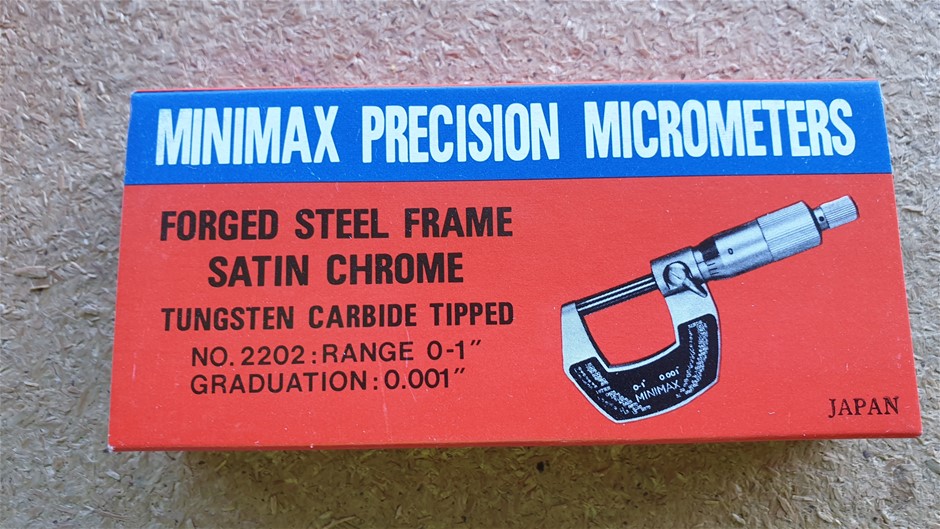 MINIMAX PRECISION MICROMETERS
FORGED STEEL FRAME
SATIN CHROME
TUNGSTEN CARBIDE TIPPED
NO. 2202: RANGE 0-1"
GRADUATION: 0.001"
0-1" 0.001"
MINIMAX
JAPAN